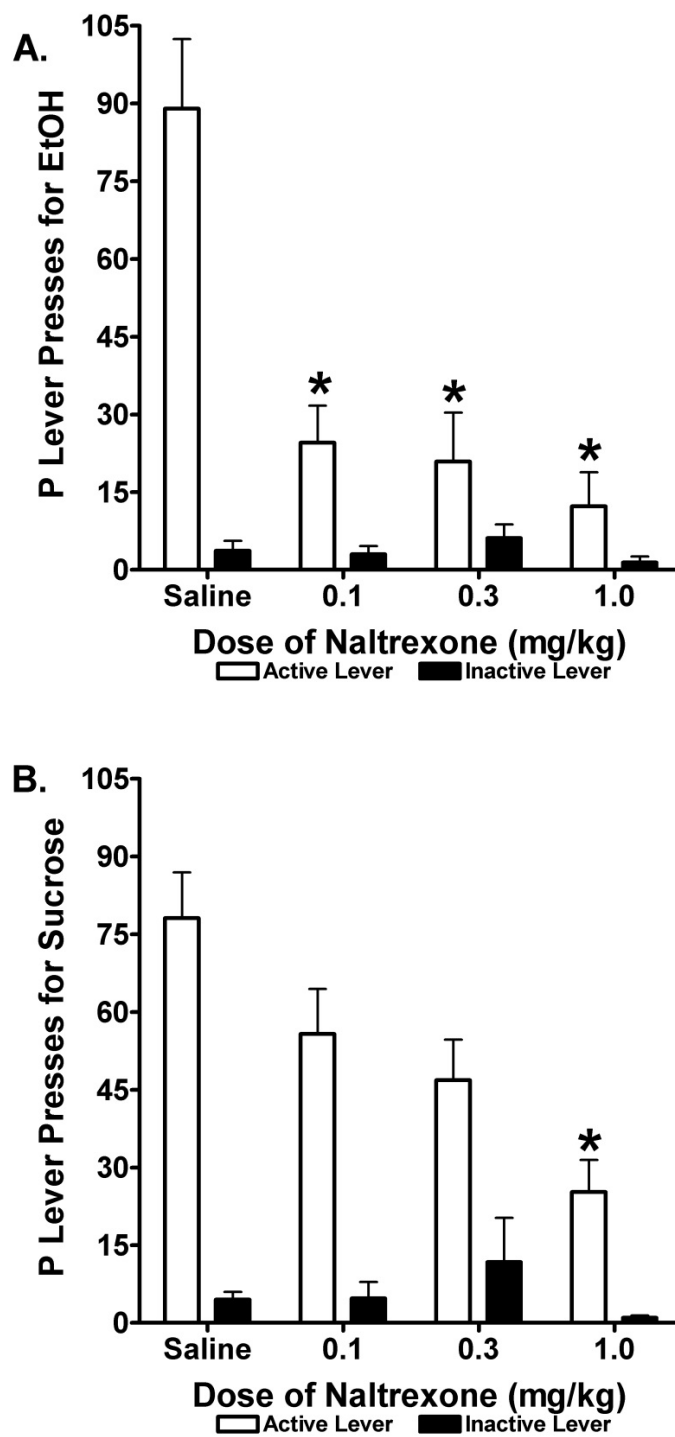 A.
P Lever Presses for EtOH
105
90
75
60
45
30
15
0
* * *
Saline 0.1 0.3 1.0
Dose of Naltrexone (mg/kg)
Active Lever Inactive Lever
B.
P Lever Presses for Sucrose
105
90
75
60
45
30
15
0
*
Saline 0.1 0.3 1.0
Dose of Naltrexone (mg/kg)
Active Lever Inactive Lever